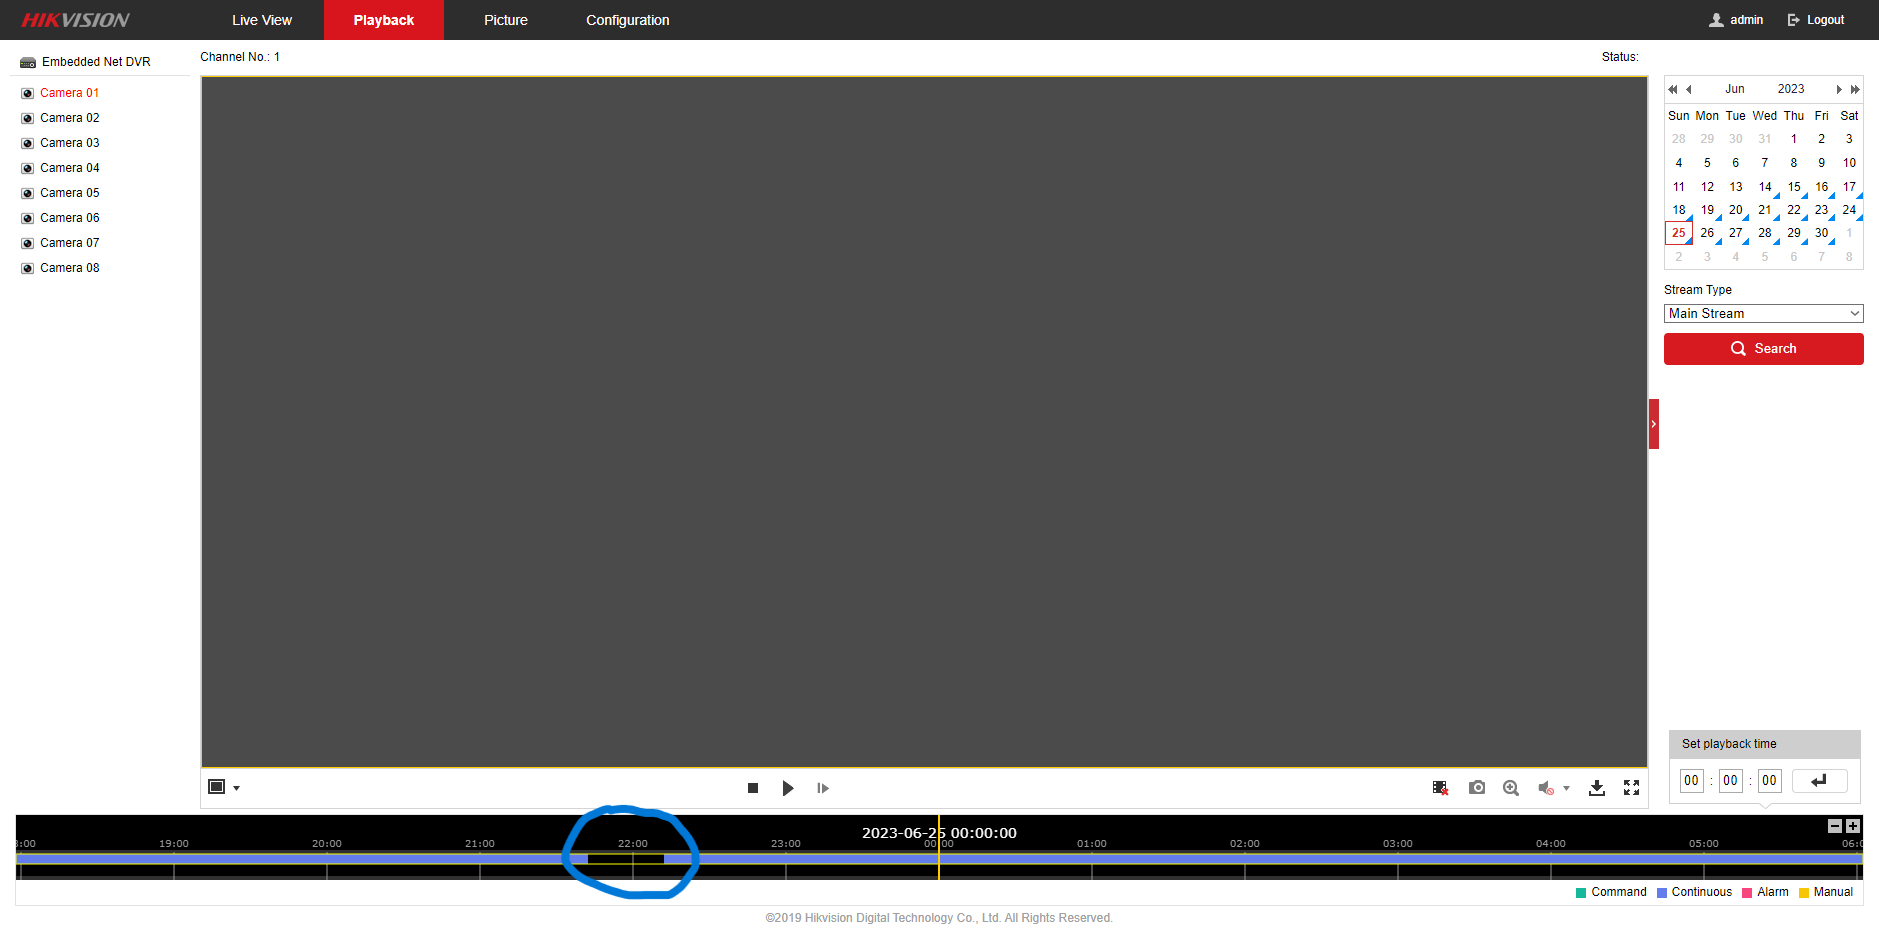 HIKVISION
Live View Playback Picture Configuration admin Logout
Embedded Net DVR
Camera 01
Camera 02
Camera 03
Camera 04
Camera 05
Camera 06
Camera 07
Camera 08
Channel No.: 1 Status:
Jun 2023
Sun Mon Tue Wed Thu Fri Sat
28 29 30 31 1 2 3
4 5 6 7 8 9 10
11 12 13 14 15 16 17
18 19 20 21 22 23 24
25 26 27 28 29 30 1
2 3 4 5 6 7 8
Stream Type
Main Stream
Search
Set playback time
00 : 00 : 00
2023-06-25 00:00:00
:00 19:00 20:00 21:00 22:00 23:00 00:00 01:00 02:00 03:00 04:00 05:00 06:0
Command Continuous Alarm Manual
©2019 Hikvision Digital Technology Co., Ltd. All Rights Reserved.